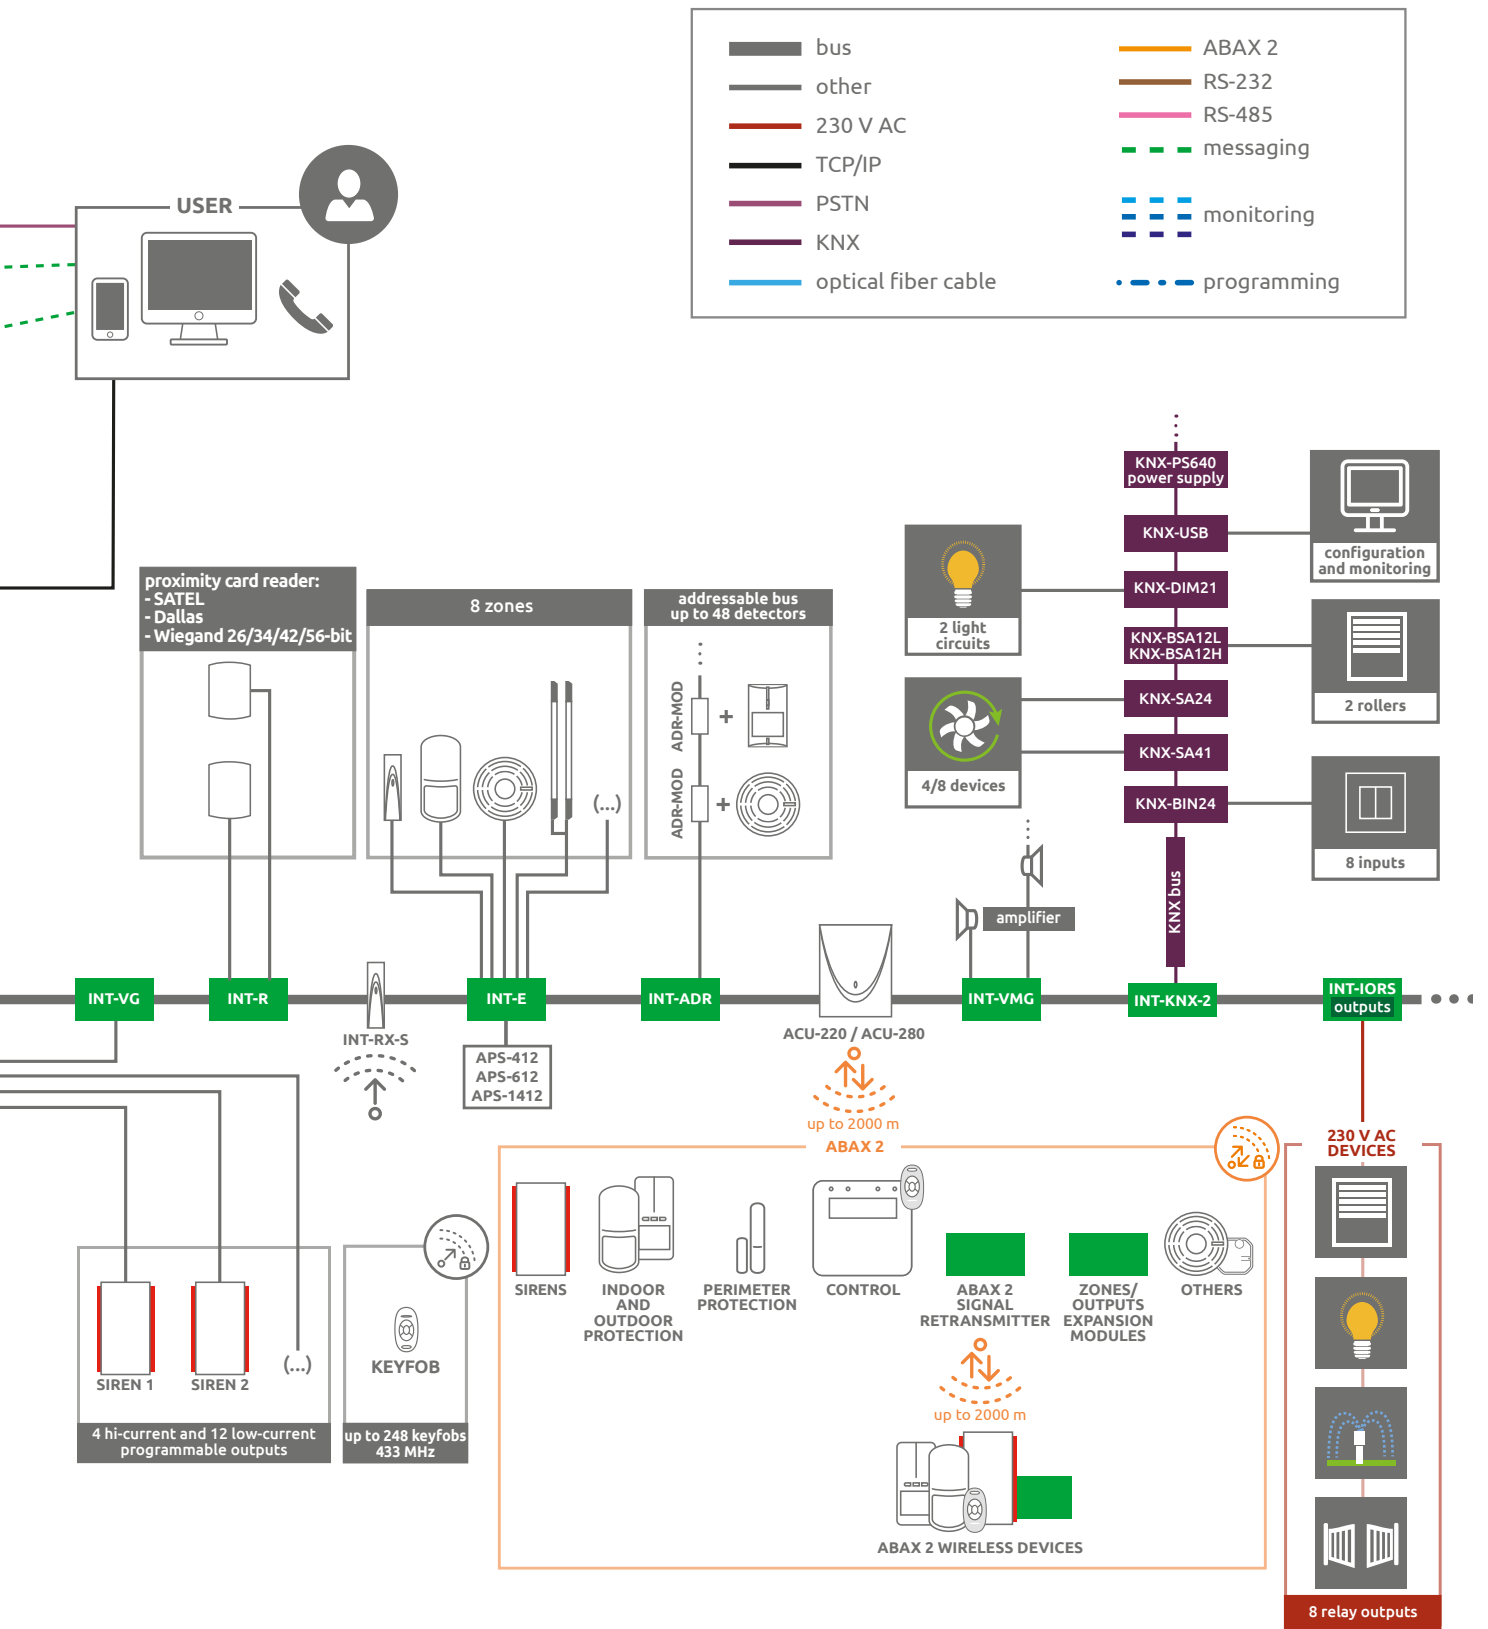 bus
other
230 V AC
TCP/IP
PSTN
KNX
optical fiber cable
ABAX 2
RS-232
RS-485
messaging
monitoring
programming
USER
KNX-PS640
power supply
KNX-USB
KNX-DIM21
KNX-BSA12L
KNX-BSA12H
KNX-SA24
KNX-SA41
KNX-BIN24
KNX bus
configuration
and monitoring
2 light
circuits
2 rollers
4/8 devices
8 inputs
proximity card reader:
- SATEL
- Dallas
- Wiegand 26/34/42/56-bit
8 zones
(...)
addressable bus
up to 48 detectors
ADR-MOD
+
ADR-MOD
+
amplifier
INT-VG
INT-R
INT-RX-S
INT-E
INT-ADR
ACU-220 / ACU-280
INT-VMG
INT-KNX-2
INT-IORS
outputs
APS-412
APS-612
APS-1412
up to 2000 m
ABAX 2
SIRENS
INDOOR
AND
OUTDOOR
PROTECTION
PERIMETER
PROTECTION
CONTROL
ABAX 2
SIGNAL
RETRANSMITTER
ZONES/
OUTPUTS
EXPANSION
MODULES
OTHERS
up to 2000 m
ABAX 2 WIRELESS DEVICES
230 V AC
DEVICES
8 relay outputs
SIREN 1
SIREN 2
(...)
4 hi-current and 12 low-current
programmable outputs
KEYFOB
up to 248 keyfobs
433 MHz